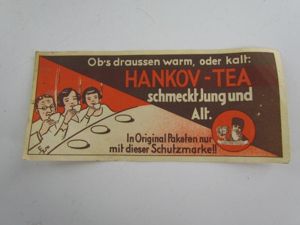 Ob's draussen warm, oder kalt:
HANKOV-TEA
schmeckt Jung und
Alt.
In Original Paketen nur
mit dieser Schutzmarke!!